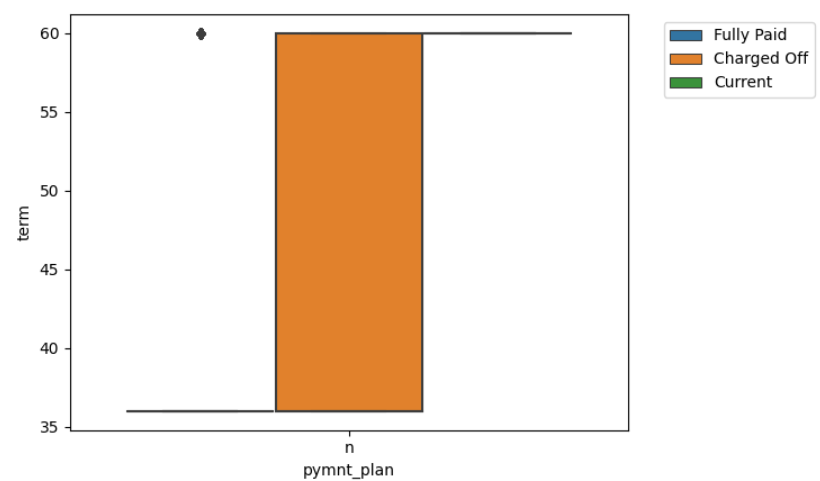 60
55
50
45
40
35
term
n
pymnt_plan
Fully Paid
Charged Off
Current